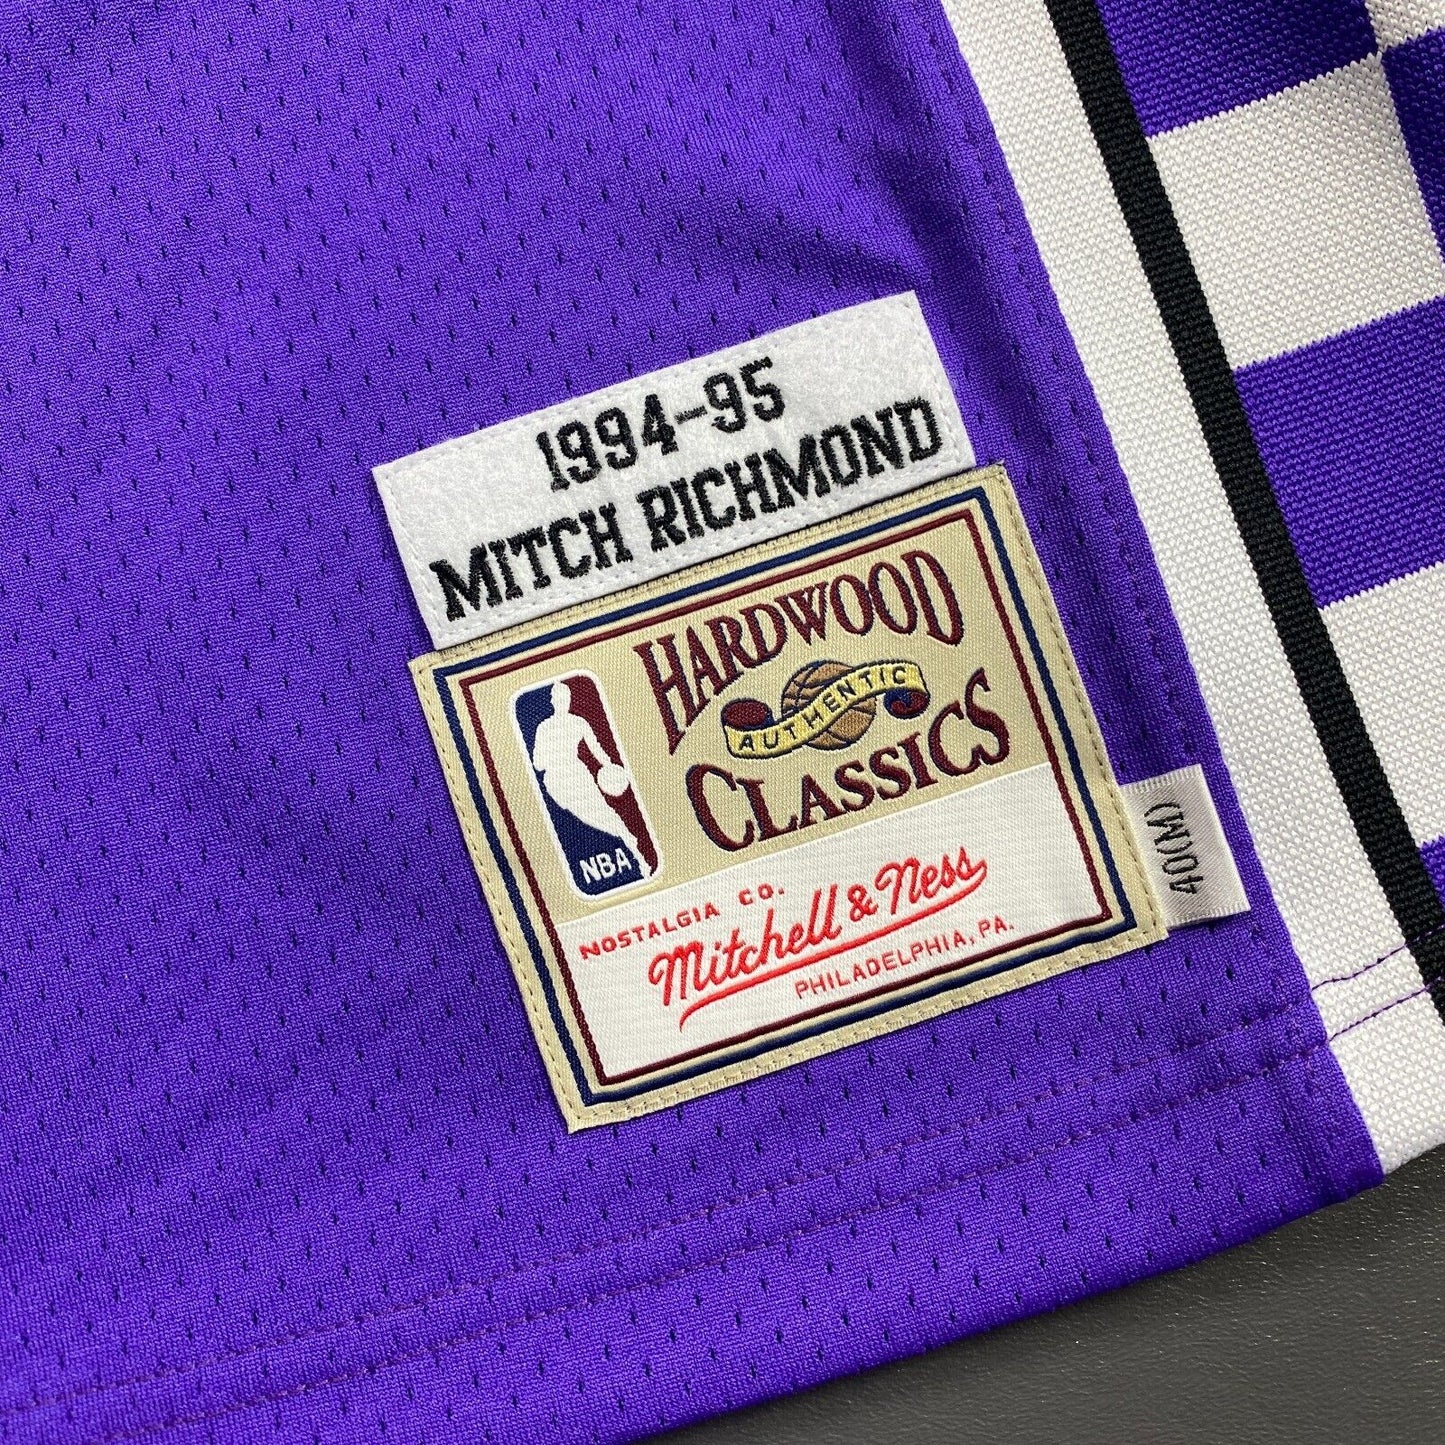 1994-95
MITCH RICHMOND
HARDWOOD
AUTHENTIC
CLASSICS
NBA
NOSTALGIA CO.
Mitchell & Ness
PHILADELPHIA, PA.
40(M)